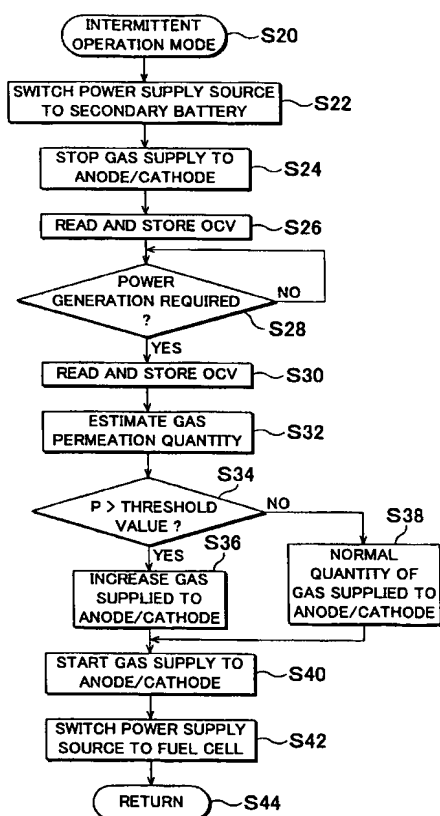 INTERMITTENT
OPERATION MODE
S20
SWITCH POWER SUPPLY SOURCE
TO SECONDARY BATTERY
S22
STOP GAS SUPPLY TO
ANODE/CATHODE
S24
READ AND STORE OCV
S26
POWER
GENERATION REQUIRED
?
NO
S28
YES
READ AND STORE OCV
S30
ESTIMATE GAS
PERMEATION QUANTITY
S32
S34
P > THRESHOLD
VALUE ?
NO
YES
S36
INCREASE GAS
SUPPLIED TO
ANODE/CATHODE
S38
NORMAL
QUANTITY OF
GAS SUPPLIED TO
ANODE/CATHODE
START GAS SUPPLY TO
ANODE/CATHODE
S40
SWITCH POWER SUPPLY
SOURCE TO FUEL CELL
S42
RETURN
S44